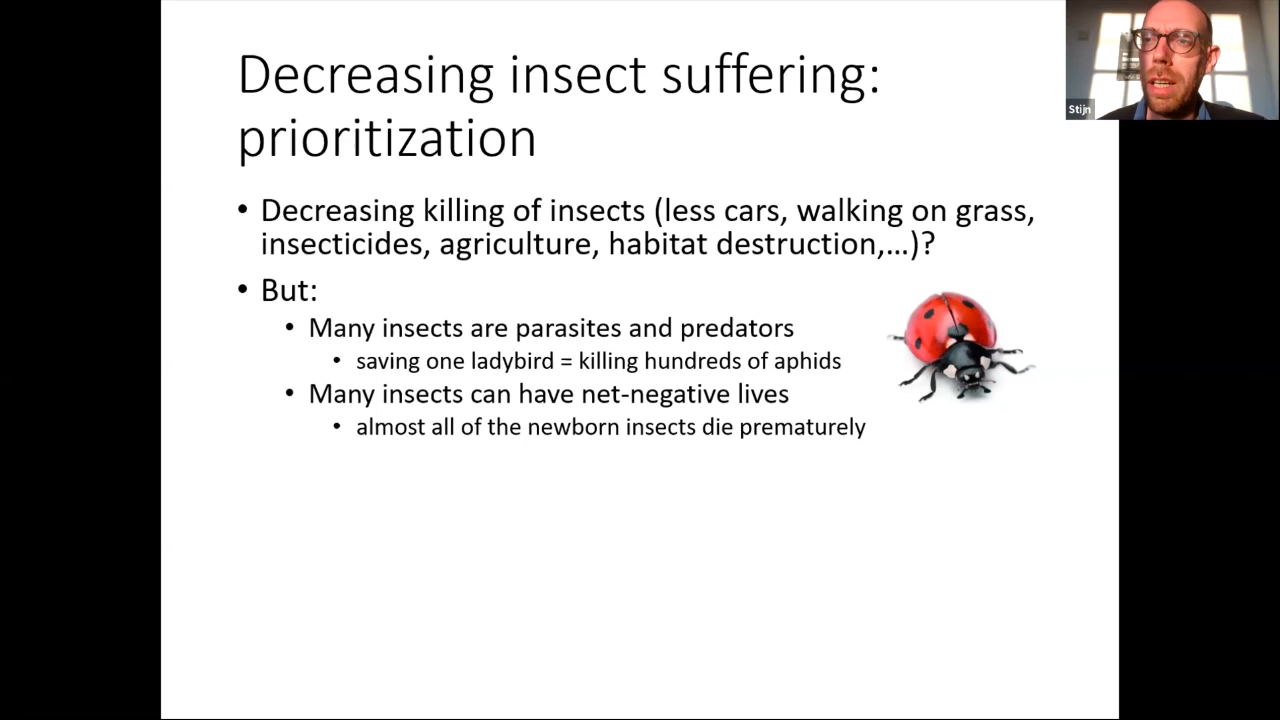 Decreasing insect suffering:
prioritization
Stijn
• Decreasing killing of insects (less cars, walking on grass,
insecticides, agriculture, habitat destruction,...)?
• But:
• Many insects are parasites and predators
• saving one ladybird = killing hundreds of aphids
• Many insects can have net-negative lives
• almost all of the newborn insects die prematurely